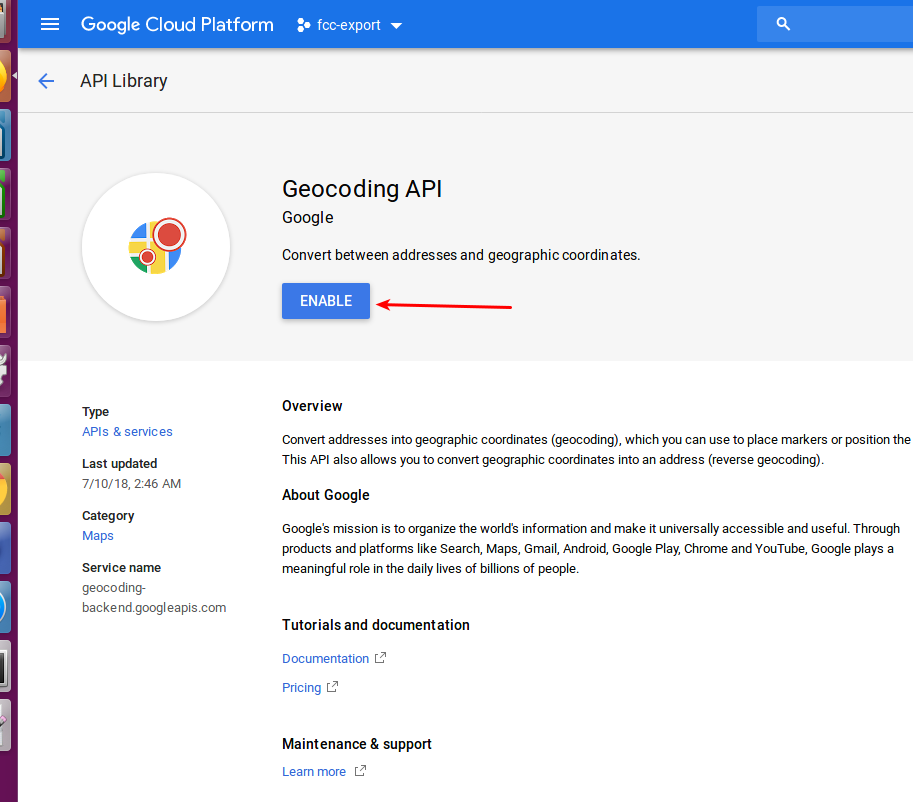 Google Cloud Platform
fcc-export
API Library
Geocoding API
Google
Convert between addresses and geographic coordinates.
ENABLE
Type
APIs & services
Last updated
7/10/18, 2:46 AM
Category
Maps
Service name
geocoding-
backend.googleapis.com
Overview
Convert addresses into geographic coordinates (geocoding), which you can use to place markers or position the
This API also allows you to convert geographic coordinates into an address (reverse geocoding).
About Google
Google's mission is to organize the world's information and make it universally accessible and useful. Through
products and platforms like Search, Maps, Gmail, Android, Google Play, Chrome and YouTube, Google plays a
meaningful role in the daily lives of billions of people.
Tutorials and documentation
Documentation
Pricing
Maintenance & support
Learn more